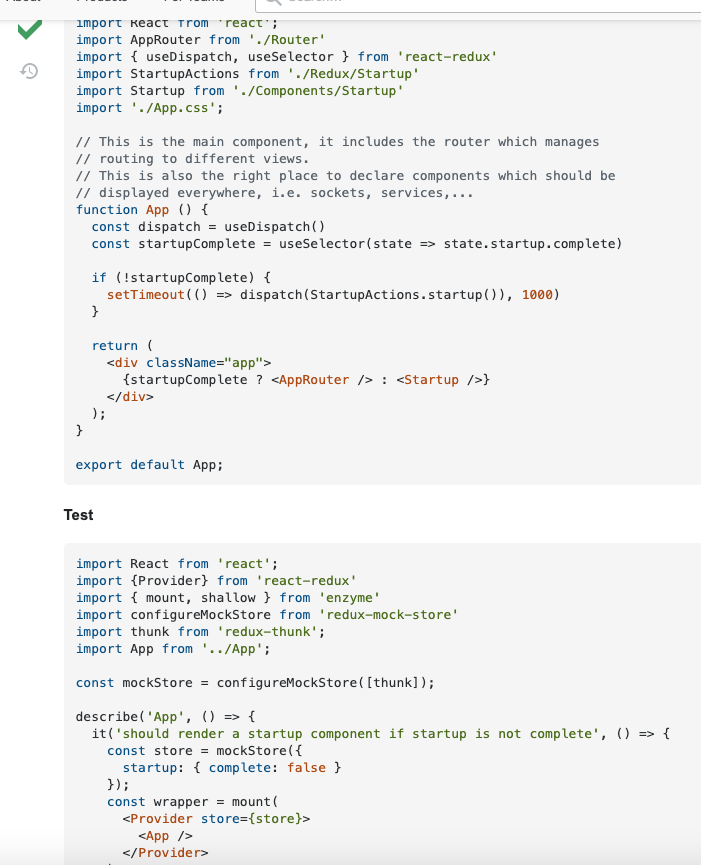 import React from 'react';
import AppRouter from './Router'
import { useDispatch, useSelector } from 'react-redux'
import StartupActions from './Redux/Startup'
import Startup from './Components/Startup'
import './App.css';
// This is the main component, it includes the router which manages
// routing to different views.
// This is also the right place to declare components which should be
// displayed everywhere, i.e. sockets, services,...
function App () {
  const dispatch = useDispatch()
  const startupComplete = useSelector(state => state.startup.complete)
  if (!startupComplete) {
    setTimeout(() => dispatch(StartupActions.startup()), 1000)
  }
  return (
    <div className="app">
      {startupComplete ? <AppRouter /> : <Startup />}
    </div>
  );
}
export default App;
Test
import React from 'react';
import {Provider} from 'react-redux'
import { mount, shallow } from 'enzyme'
import configureMockStore from 'redux-mock-store'
import thunk from 'redux-thunk';
import App from '../App';
const mockStore = configureMockStore([thunk]);
describe('App', () => {
  it('should render a startup component if startup is not complete', () => {
    const store = mockStore({
      startup: { complete: false }
    });
    const wrapper = mount(
      <Provider store={store}>
        <App />
      </Provider>